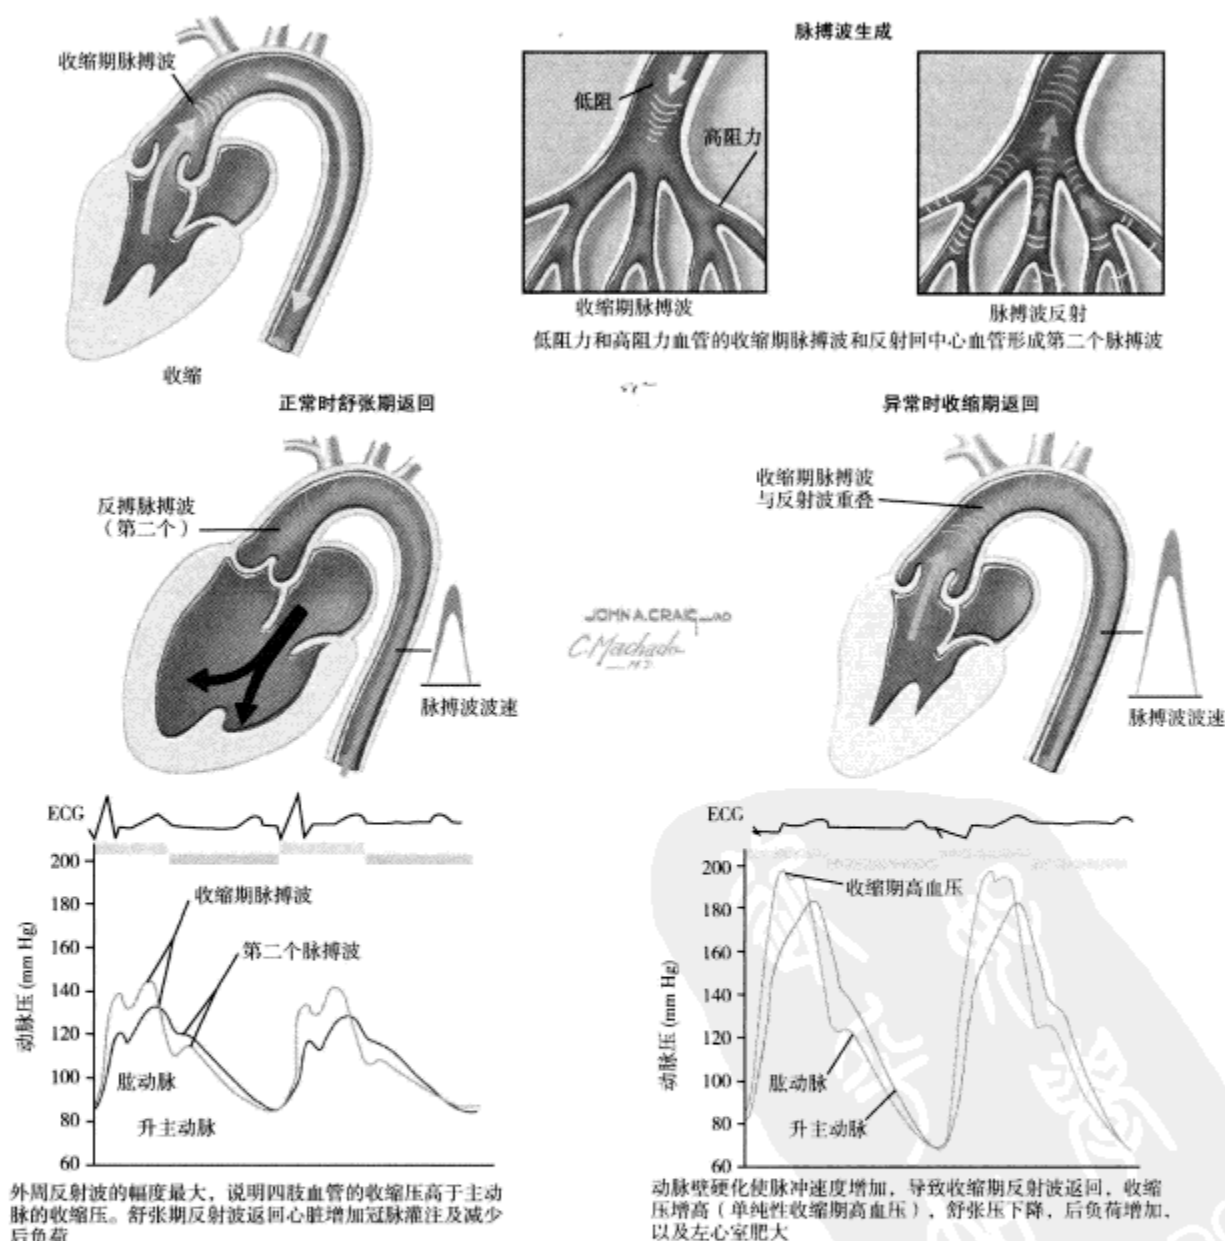 脉搏波生成
收缩期脉搏波
低阻
高阻力
收缩期脉搏波
脉搏波反射
低阻力和高阻力血管的收缩期脉搏波和反射回中心血管形成第二个脉搏波
收缩
正常时舒张期返回
异常时收缩期返回
反搏脉搏波
（第二个）
收缩期脉搏波
与反射波重叠
JOHN A. CRAIG
C. Machado
M.D.
脉搏波波速
脉搏波波速
ECG
200
180
160
140
120
100
80
60
动脉压 (mm Hg)
收缩期脉搏波
第二个脉搏波
肱动脉
升主动脉
ECG
200
180
160
140
120
100
80
60
动脉压 (mm Hg)
收缩期高血压
肱动脉
升主动脉
外周反射波的幅度最大，说明四肢血管的收缩压高于主动
脉的收缩压。舒张期反射波返回心脏增加冠脉灌注及减少
后负荷
动脉壁硬化使脉冲速度增加，导致收缩期反射波返回，收缩
压增高（单纯性收缩期高血压），舒张压下降，后负荷增加，
以及左心室肥大